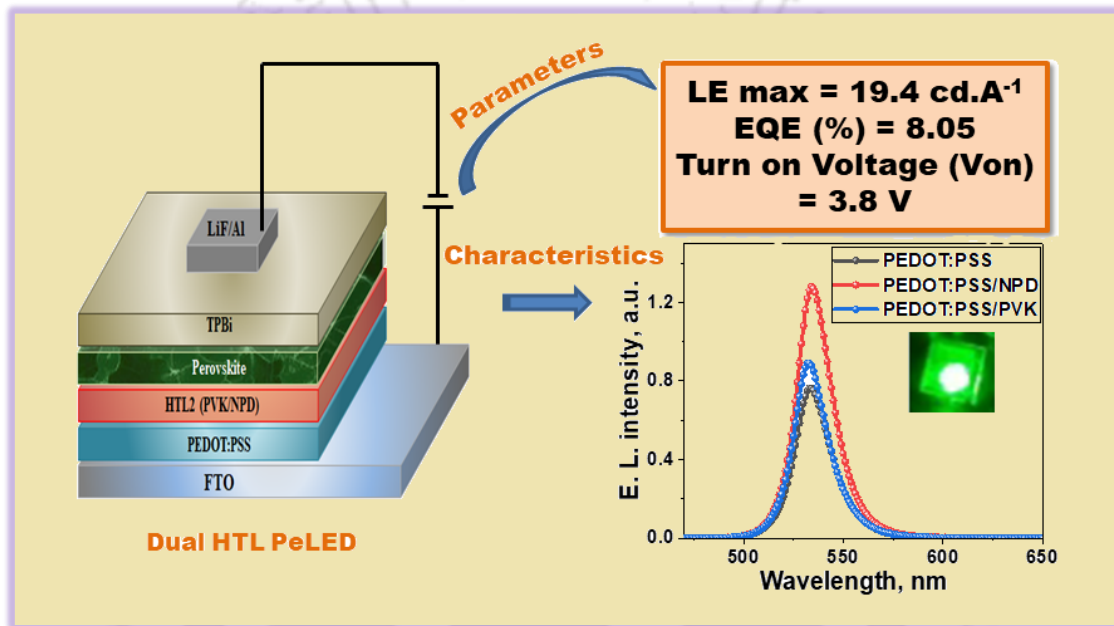 Parameters
LE max = 19.4 cd.A⁻¹
EQE (%) = 8.05
Turn on Voltage (Von)
= 3.8 V
LiF/Al
TPBi
Perovskite
HTL2 (PVK/NPD)
PEDOT:PSS
FTO
Dual HTL PeLED
Characteristics
PEDOT:PSS
PEDOT:PSS/NPD
PEDOT:PSS/PVK
E. L. intensity, a.u.
1.2
0.8
0.4
0.0
500 550 600 650
Wavelength, nm